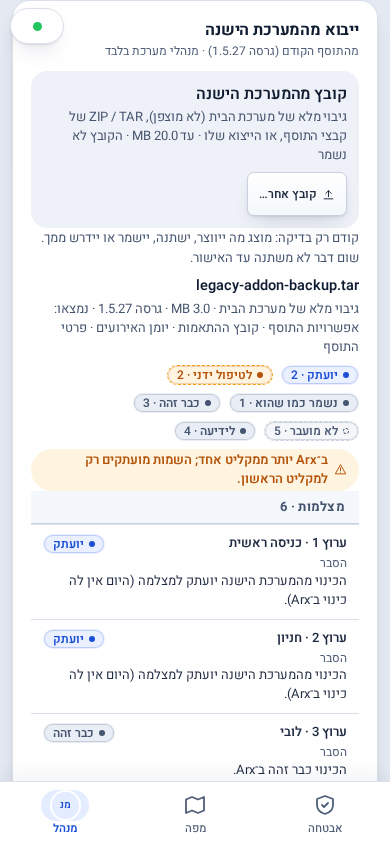 ייבוא מהמערכת הישנה
מהתוסף הקודם (גרסה 1.5.27) · מנהלי מערכת בלבד
קובץ מהמערכת הישנה
גיבוי מלא של מערכת הבית (לא מוצפן), ZIP / TAR של
קבצי התוסף, או הייצוא שלו · עד 20.0 MB · הקובץ לא
נשמר
קובץ אחר...
קודם רק בדיקה: מוצג מה ייווצר, ישתנה, יישמר או יידרש ממך.
שום דבר לא משתנה עד האישור.
legacy-addon-backup.tar
גיבוי מלא של מערכת הבית · 3.0 MB · גרסה 1.5.27 · נמצאו:
אפשרויות התוסף · קובץ ההתאמות · יומן האירועים · פרטי
התוסף
יועתק · 2
לטיפול ידני · 2
נשמר כמו שהוא · 1
כבר זהה · 3
לא מועבר · 5
לידיעה · 4
ב־Arx יותר ממקליט אחד; השמות מועתקים רק
למקליט הראשון.
מצלמות · 6
ערוץ 1 · כניסה ראשית
יועתק
הסבר
הכינוי מהמערכת הישנה יועתק למצלמה (היום אין לה
כינוי ב־Arx).
ערוץ 2 · חניון
יועתק
הסבר
הכינוי מהמערכת הישנה יועתק למצלמה (היום אין לה
כינוי ב־Arx).
ערוץ 3 · לובי
כבר זהה
הסבר
הכינוי כבר זהה ב־Arx.
אבטחה
מפה
מנ
מנהל